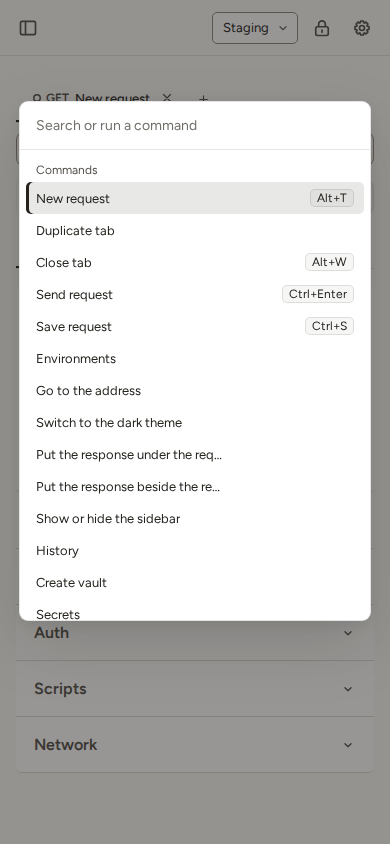 Staging
GET New request
Search or run a command
Commands
New request Alt+T
Duplicate tab
Close tab Alt+W
Send request Ctrl+Enter
Save request Ctrl+S
Environments
Go to the address
Switch to the dark theme
Put the response under the req...
Put the response beside the re...
Show or hide the sidebar
History
Create vault
Secrets
Auth
Scripts
Network